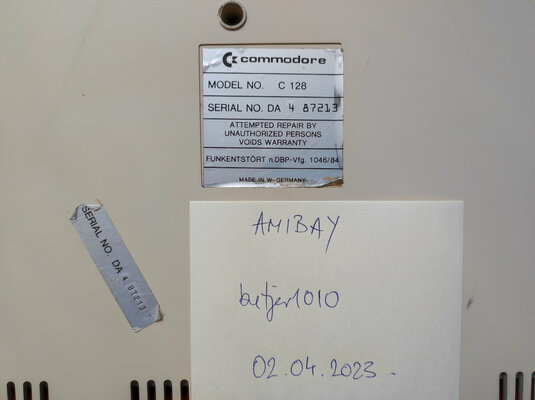 commodore
MODEL NO. C 128
SERIAL NO. DA 4 87213
ATTEMPTED REPAIR BY
UNAUTHORIZED PERSONS
VOIDS WARRANTY
FUNKENTSTÖRT n.DBP-Vfg. 1046/84
MADE IN W. GERMANY
SERIAL NO. DA 4 87213
AMIBAY
betjer1010
02.04.2023.